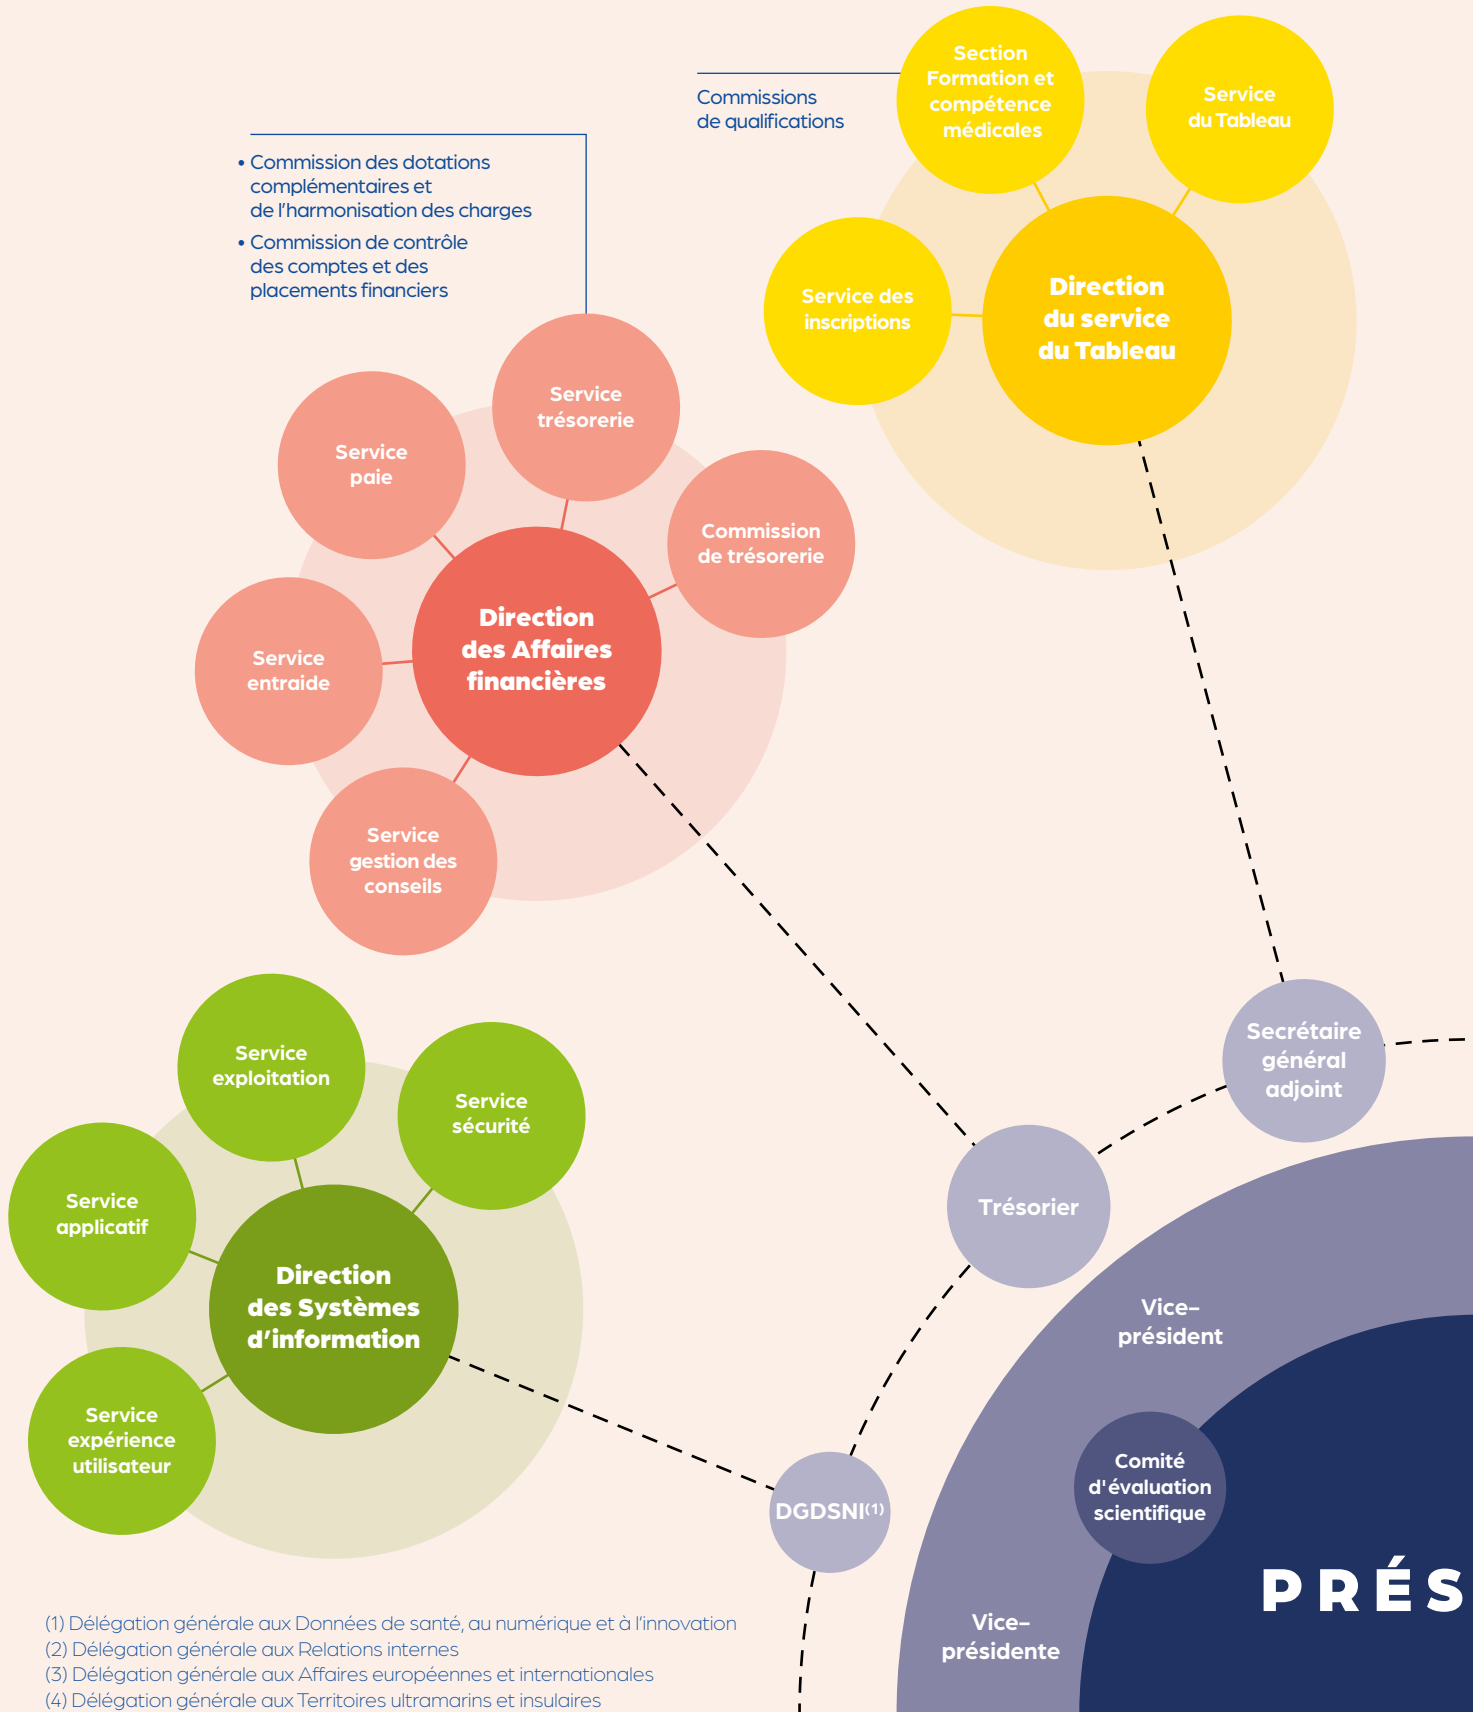 Section
Formation et
compétence
médicales
Service
du Tableau
Commissions
de qualifications
• Commission des dotations
complémentaires et
de l'harmonisation des charges
• Commission de contrôle
des comptes et des
placements financiers
Service des
inscriptions
Direction
du service
du Tableau
Service
trésorerie
Service
paie
Commission
de trésorerie
Direction
des Affaires
financières
Service
entraide
Service
gestion des
conseils
Service
exploitation
Service
sécurité
Secrétaire
général
adjoint
Service
applicatif
Trésorier
Direction
des Systèmes
d'information
Vice-
président
Service
expérience
utilisateur
Comité
d'évaluation
scientifique
DGDSNI(1)
PRÉS
Vice-
présidente
(1) Délégation générale aux Données de santé, au numérique et à l'innovation
(2) Délégation générale aux Relations internes
(3) Délégation générale aux Affaires européennes et internationales
(4) Délégation générale aux Territoires ultramarins et insulaires